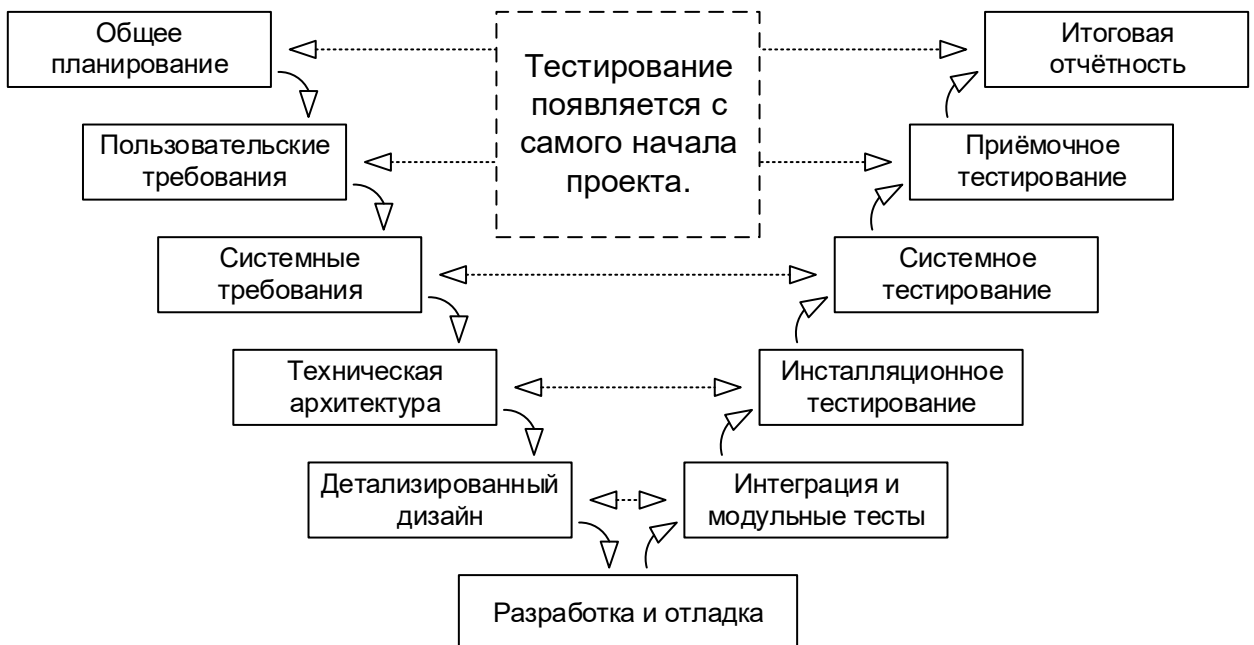 Общее
планирование
Тестирование
появляется с
самого начала
проекта.
Итоговая
отчётность
Пользовательские
требования
Приёмочное
тестирование
Системные
требования
Системное
тестирование
Техническая
архитектура
Инсталляционное
тестирование
Детализированный
дизайн
Интеграция и
модульные тесты
Разработка и отладка